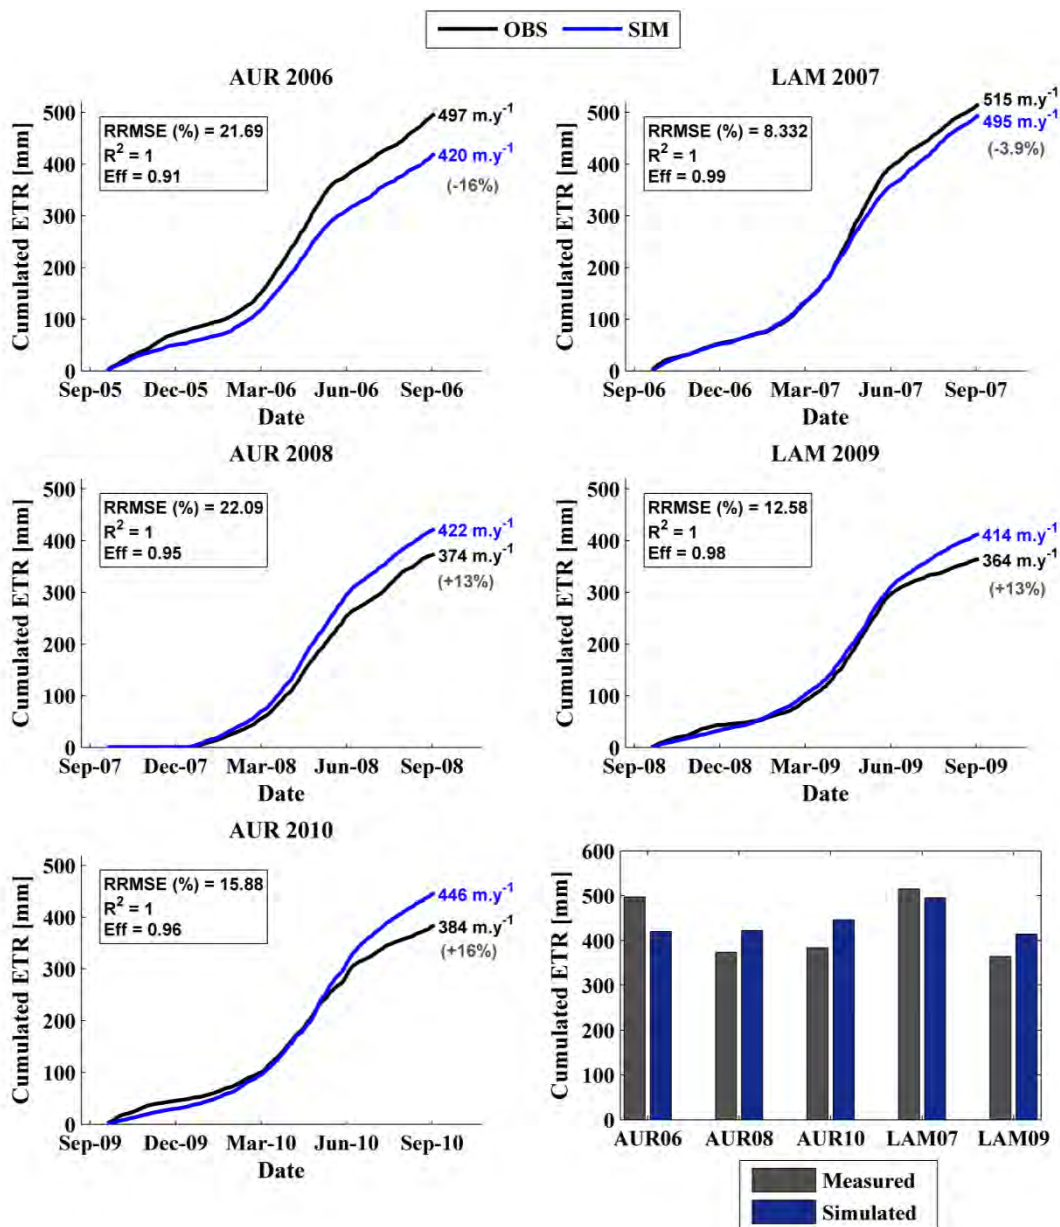 OBS SIM
AUR 2006
500
400
300
200
100
0
Cumulated ETR [mm]
RRMSE (%) = 21.69
R² = 1
Eff = 0.91
497 m.y⁻¹
420 m.y⁻¹
(-16%)
Sep-05 Dec-05 Mar-06 Jun-06 Sep-06
Date
LAM 2007
500
400
300
200
100
0
Cumulated ETR [mm]
RRMSE (%) = 8.332
R² = 1
Eff = 0.99
515 m.y⁻¹
495 m.y⁻¹
(-3.9%)
Sep-06 Dec-06 Mar-07 Jun-07 Sep-07
Date
AUR 2008
500
400
300
200
100
0
Cumulated ETR [mm]
RRMSE (%) = 22.09
R² = 1
Eff = 0.95
422 m.y⁻¹
374 m.y⁻¹
(+13%)
Sep-07 Dec-07 Mar-08 Jun-08 Sep-08
Date
LAM 2009
500
400
300
200
100
0
Cumulated ETR [mm]
RRMSE (%) = 12.58
R² = 1
Eff = 0.98
414 m.y⁻¹
364 m.y⁻¹
(+13%)
Sep-08 Dec-08 Mar-09 Jun-09 Sep-09
Date
AUR 2010
500
400
300
200
100
0
Cumulated ETR [mm]
RRMSE (%) = 15.88
R² = 1
Eff = 0.96
446 m.y⁻¹
384 m.y⁻¹
(+16%)
Sep-09 Dec-09 Mar-10 Jun-10 Sep-10
Date
600
500
400
300
200
100
0
Cumulated ETR [mm]
AUR06 AUR08 AUR10 LAM07 LAM09
Measured
Simulated